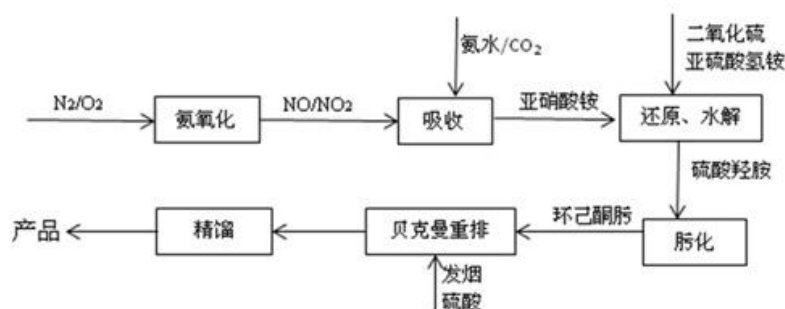 氨水/CO₂
二氧化硫
亚硫酸氢铵
N2/O2
氨氧化
NO/NO2
吸收
亚硝酸铵
还原、水解
硫酸羟胺
产品
精馏
贝克曼重排
环己酮肟
肟化
发烟
硫酸